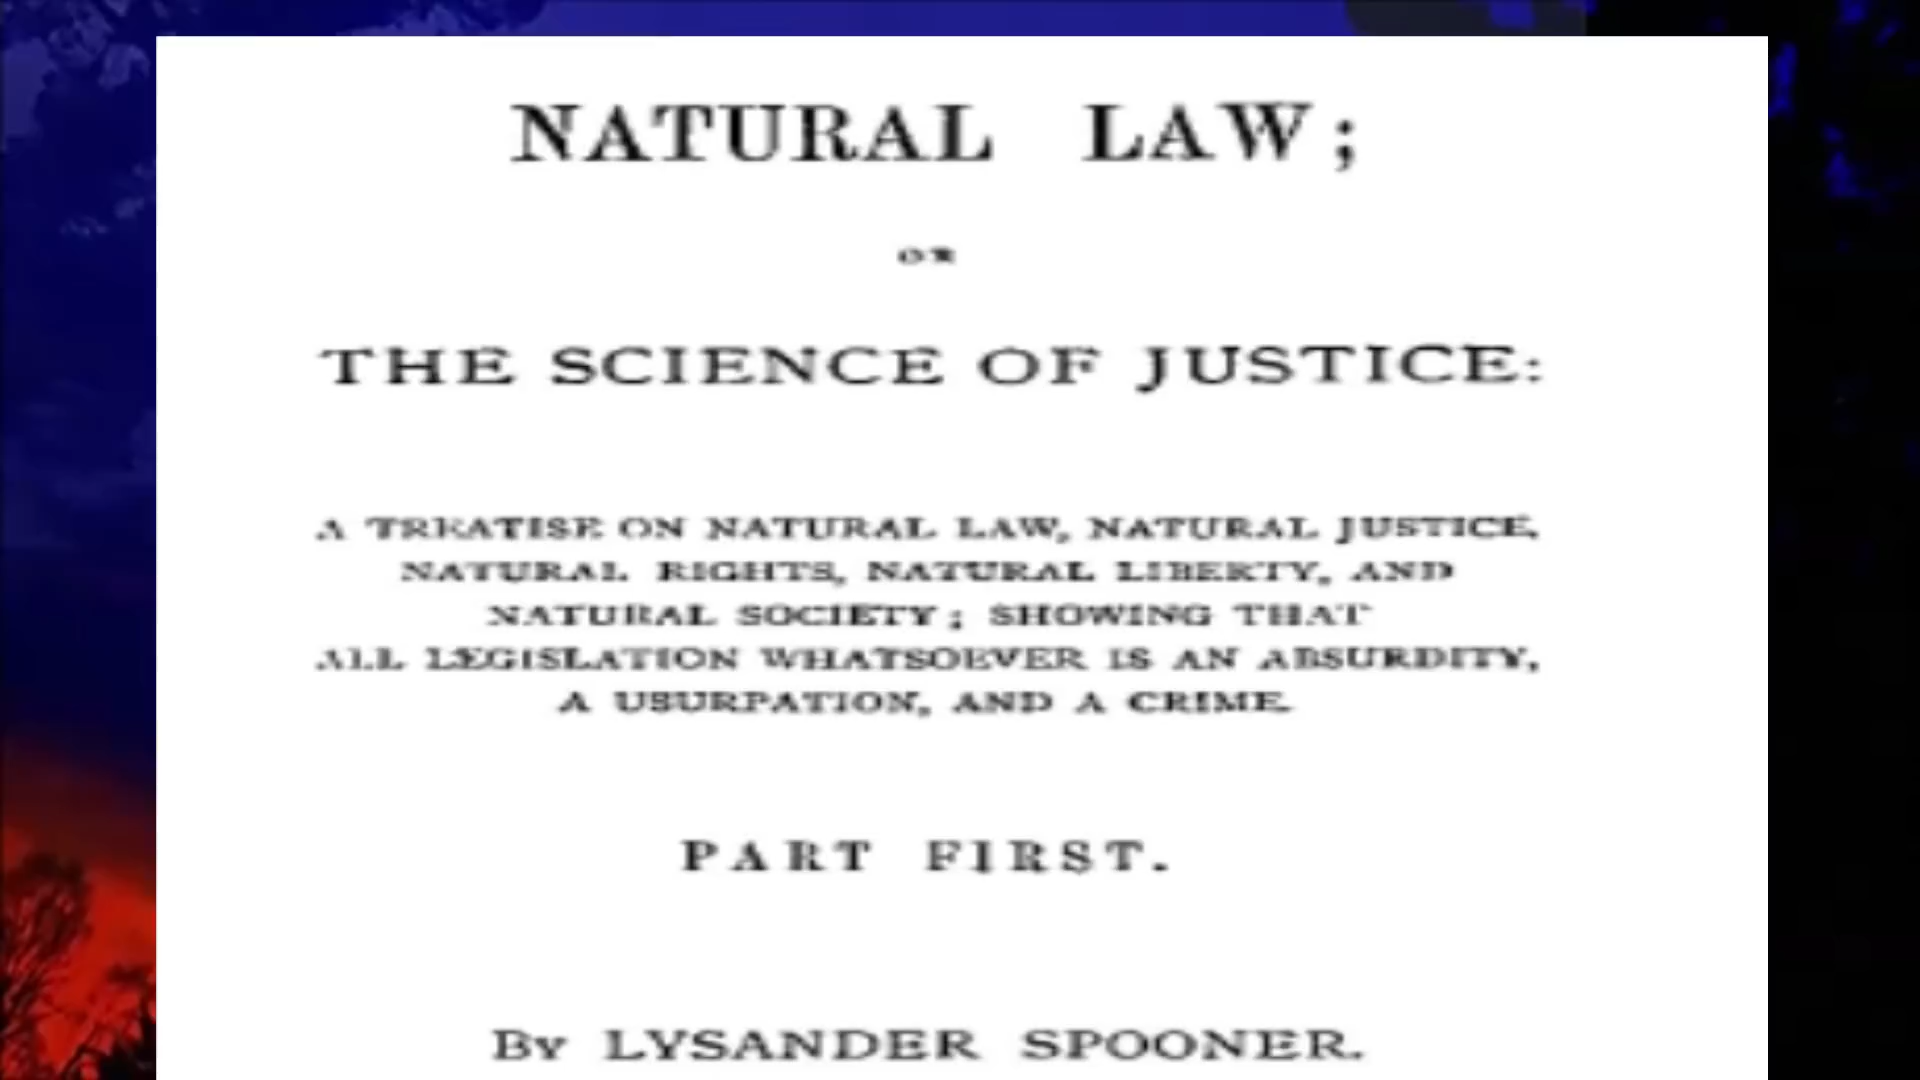 NATURAL LAW;
OR
THE SCIENCE OF JUSTICE:
A TREATISE ON NATURAL LAW, NATURAL JUSTICE,
NATURAL RIGHTS, NATURAL LIBERTY, AND
NATURAL SOCIETY; SHOWING THAT
ALL LEGISLATION WHATSOEVER IS AN ABSURDITY,
A USURPATION, AND A CRIME.
PART FIRST.
By LYSANDER SPOONER.